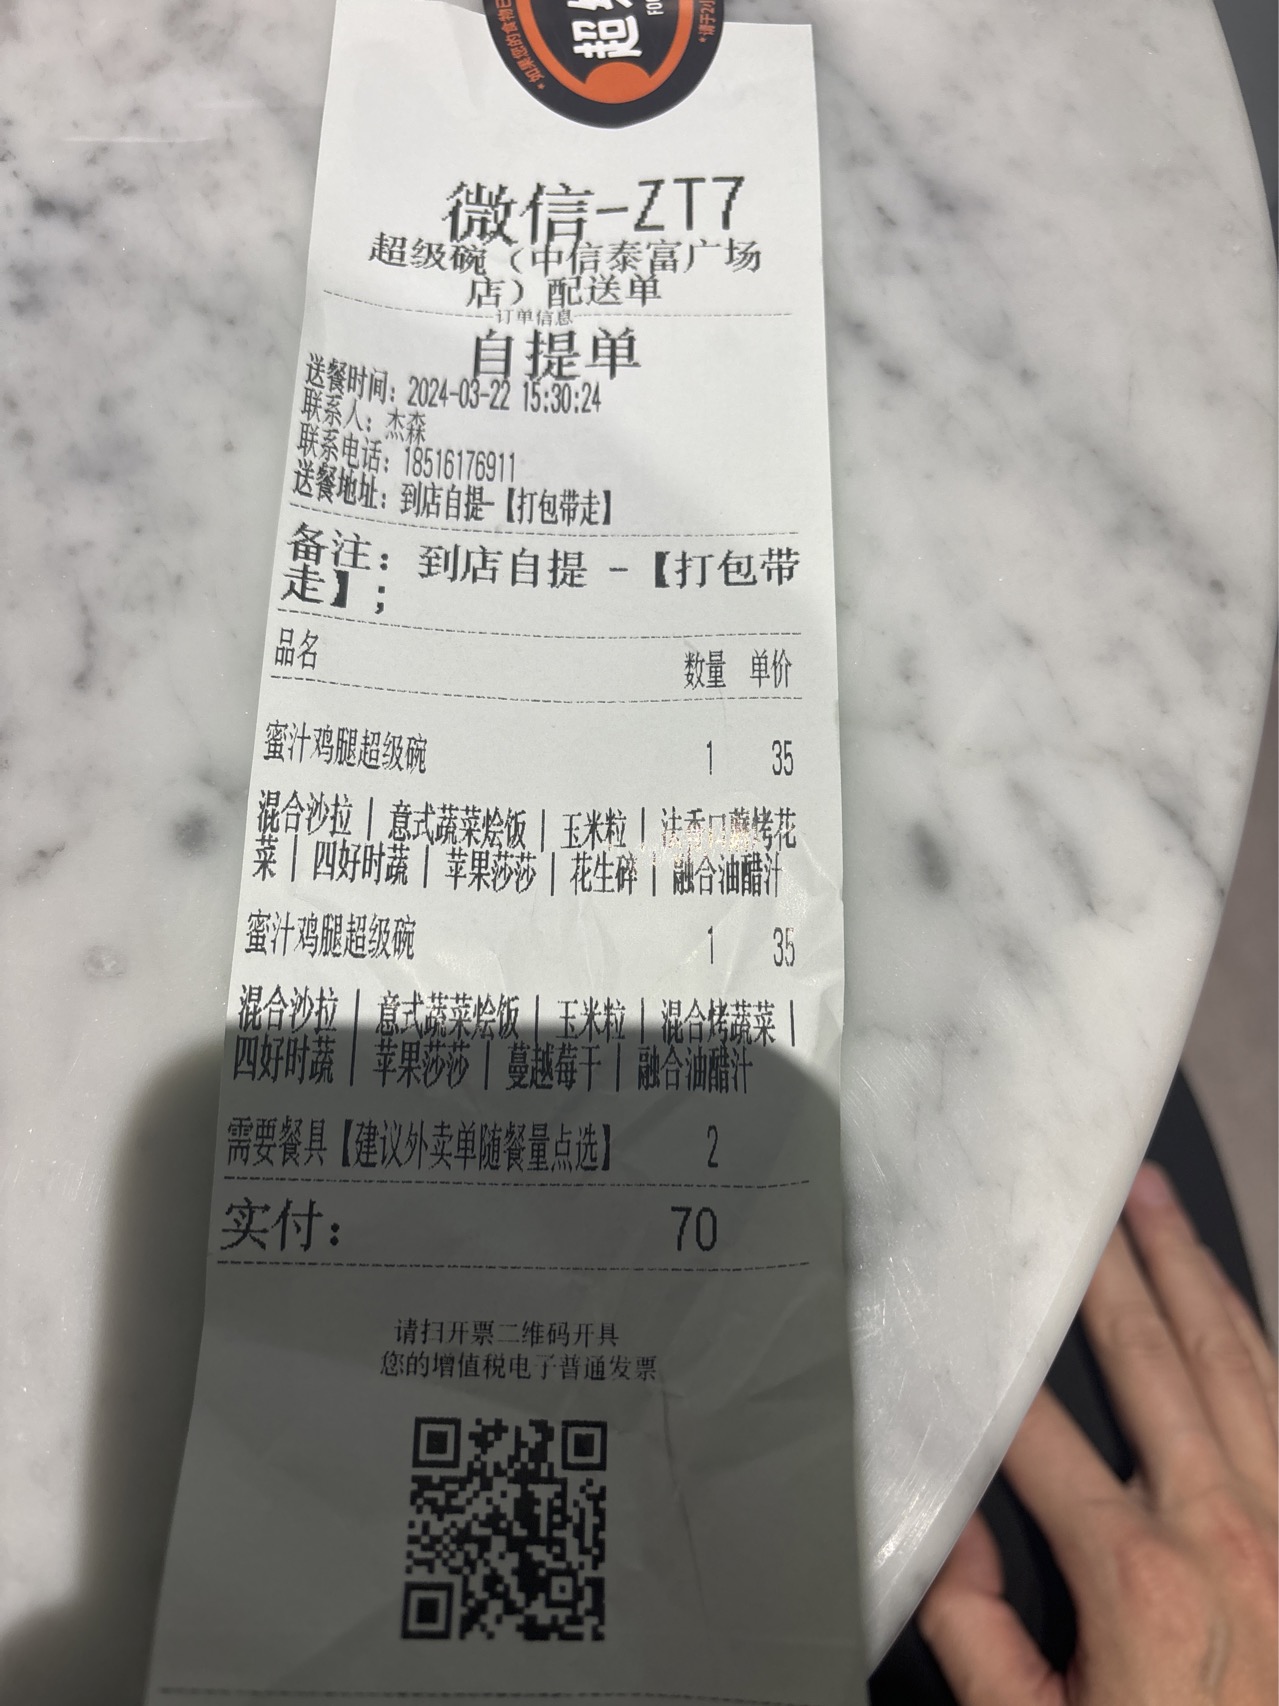 超级
微信-ZT7
超级碗（中信泰富广场
店）配送单
订单信息
自提单
送餐时间：2024-03-22 15:30:24
联系人：杰森
联系电话：18516176911
送餐地址：到店自提-【打包带走】
备注：到店自提 -【打包带
走】；
品名 数量 单价
蜜汁鸡腿超级碗 1 35
混合沙拉 | 意式蔬菜烩饭 | 玉米粒 | 法香口蘑烤花
菜 | 四好时蔬 | 苹果莎莎 | 花生碎 | 融合油醋汁
蜜汁鸡腿超级碗 1 35
混合沙拉 | 意式蔬菜烩饭 | 玉米粒 | 混合烤蔬菜 |
四好时蔬 | 苹果莎莎 | 蔓越莓干 | 融合油醋汁
需要餐具【建议外卖单随餐量点选】 2
实付： 70
请扫开票二维码开具
您的增值税电子普通发票